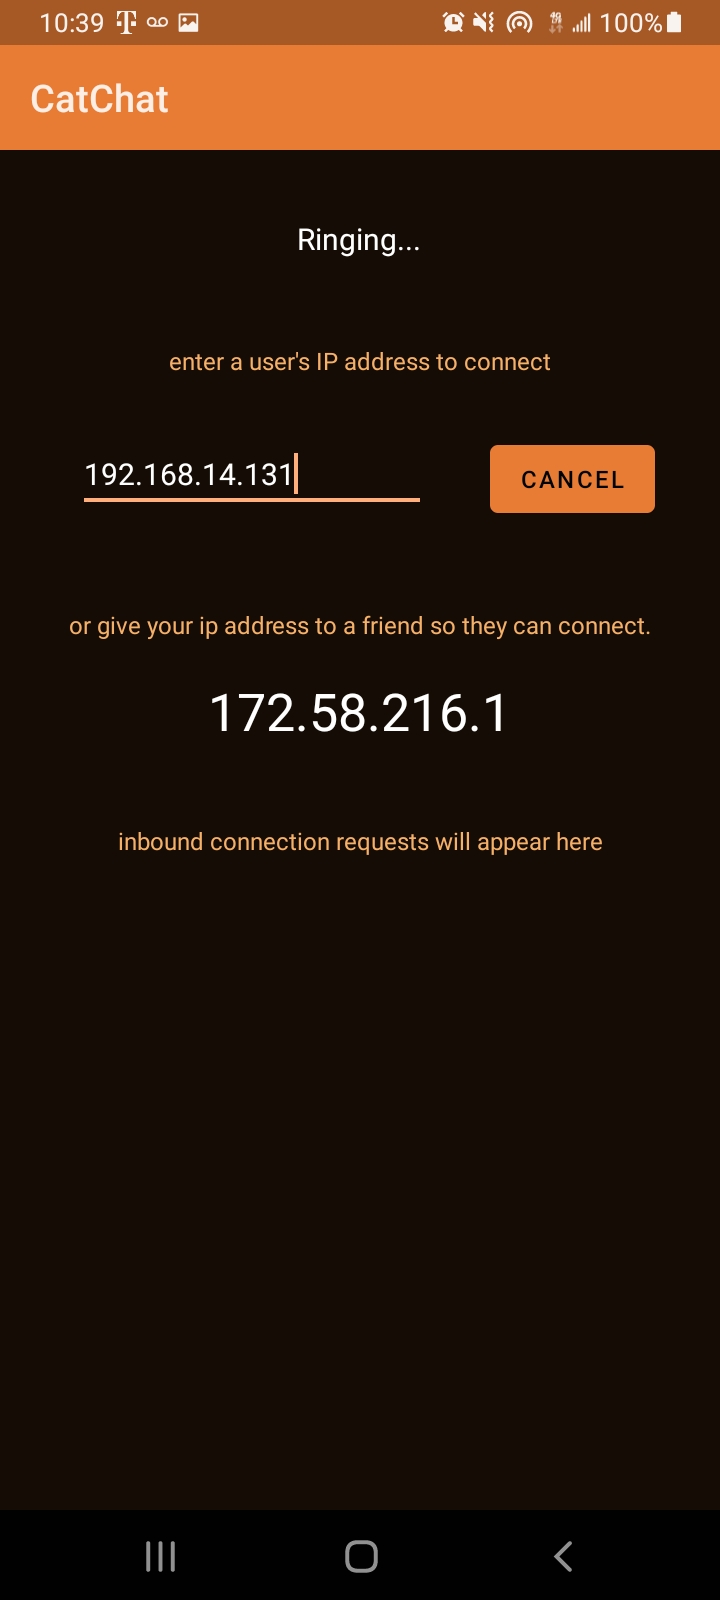 10:39
100%
CatChat
Ringing...
enter a user's IP address to connect
192.168.14.131
CANCEL
or give your ip address to a friend so they can connect.
172.58.216.1
inbound connection requests will appear here